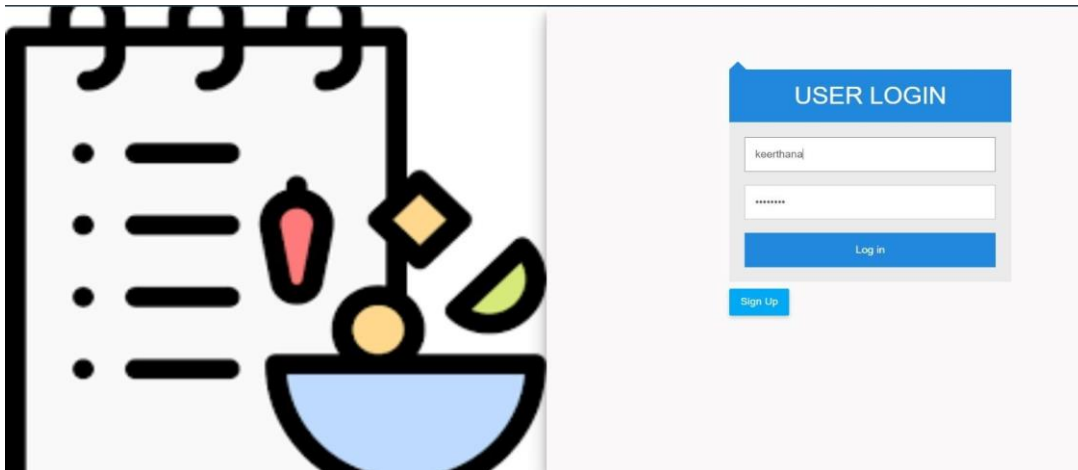 USER LOGIN
keerthana
••••••••
Log in
Sign Up